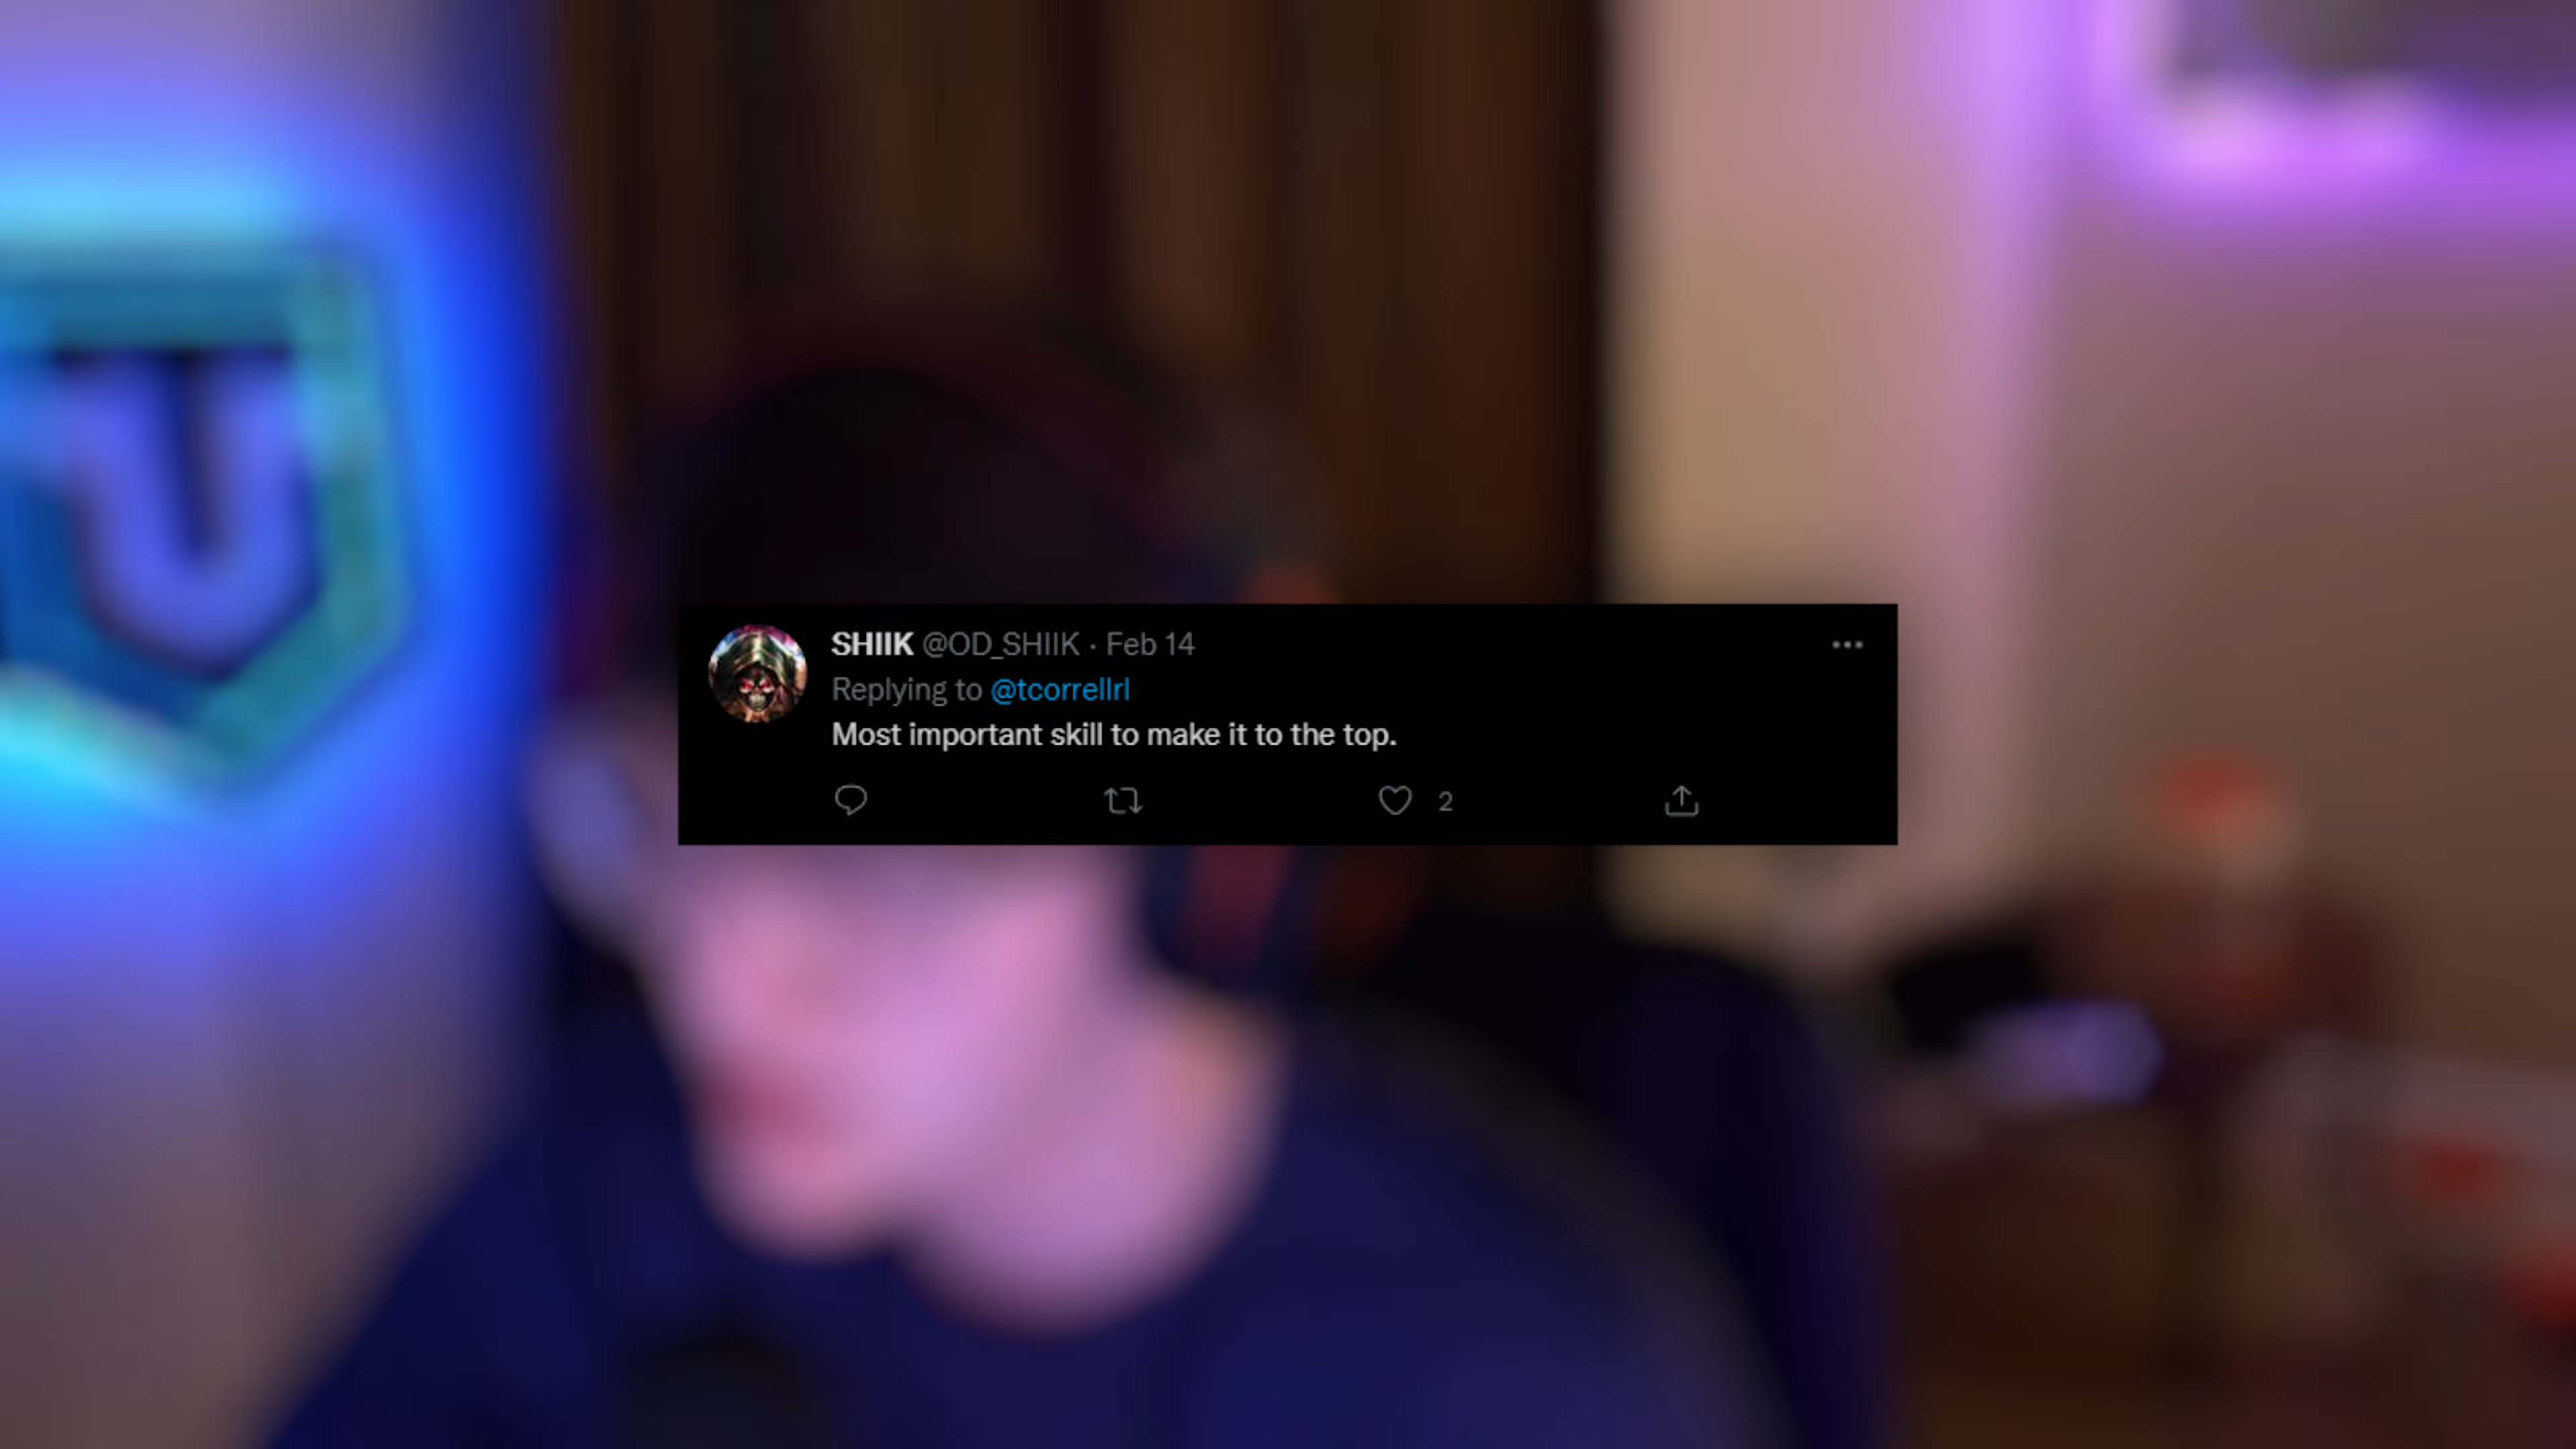 U
SHIIK @OD_SHIIK · Feb 14
Replying to @tcorrellrl
Most important skill to make it to the top.
2